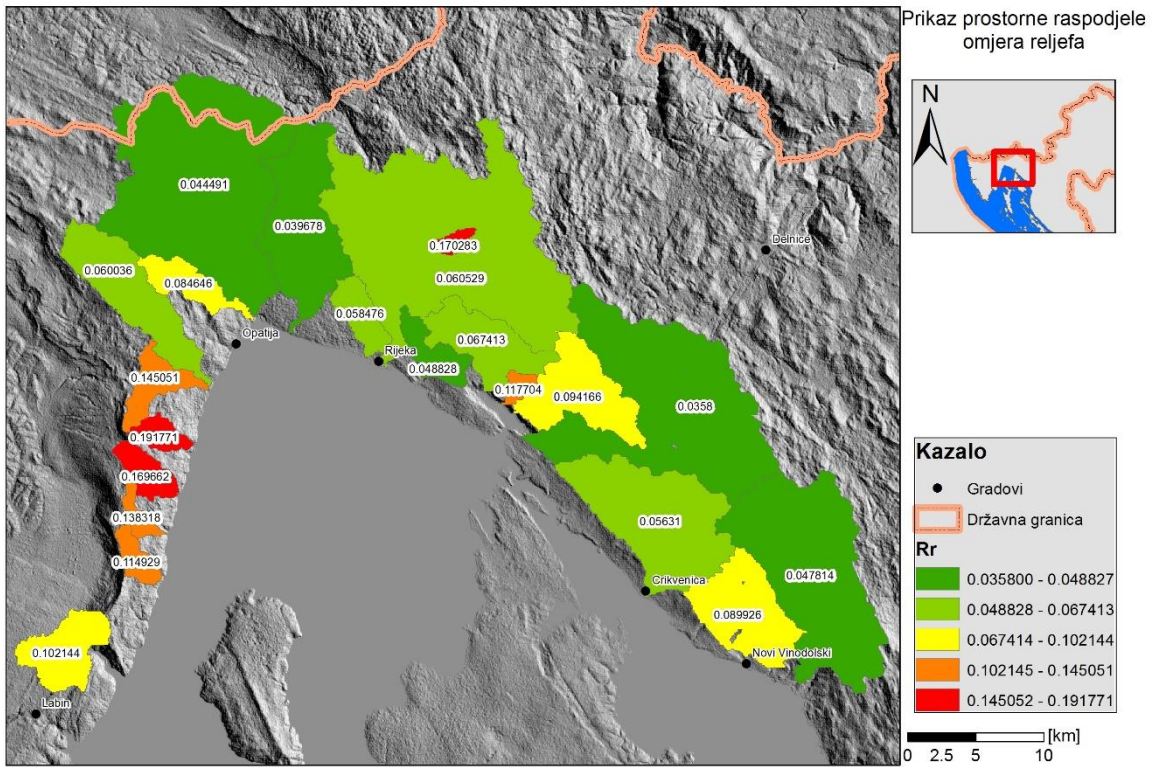 Prikaz prostorne raspodjele
omjera reljefa
N
0.044491
0.039678
0.170283
Delnice
0.060036
0.084646
0.060529
0.058476
Opatija
0.067413
Rijeka
0.048828
0.145051
0.117704
0.094166
0.0358
0.191771
0.169662
0.138318
0.05631
0.114929
0.047814
Crikvenica
0.089926
0.102144
Novi Vinodolski
Labin
Kazalo
Gradovi
Državna granica
Rr
0.035800 - 0.048827
0.048828 - 0.067413
0.067414 - 0.102144
0.102145 - 0.145051
0.145052 - 0.191771
[km]
0 2.5 5 10